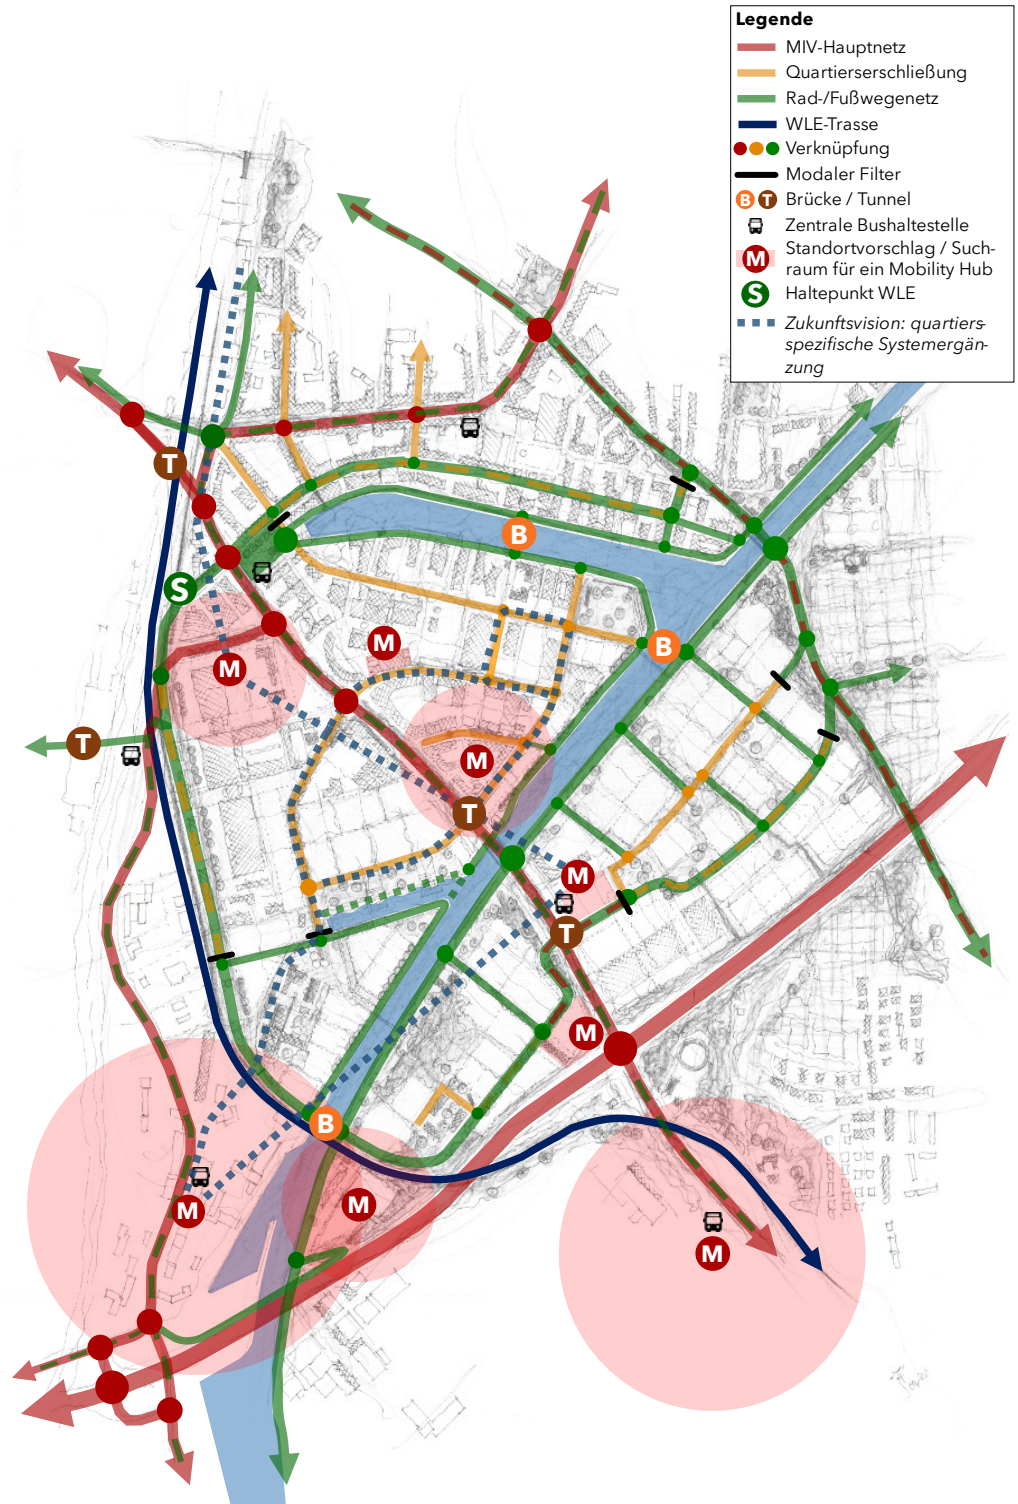 Legende
MIV-Hauptnetz
Quartierserschließung
Rad-/Fußwegenetz
WLE-Trasse
Verknüpfung
Modaler Filter
B T Brücke / Tunnel
Zentrale Bushaltestelle
M Standortvorschlag / Such-
raum für ein Mobility Hub
S Haltepunkt WLE
Zukunftsvision: quartiers-
spezifische Systemergän-
zung
T
B
S
B
M
M
T
M
T
M
T
M
B
M
M
M